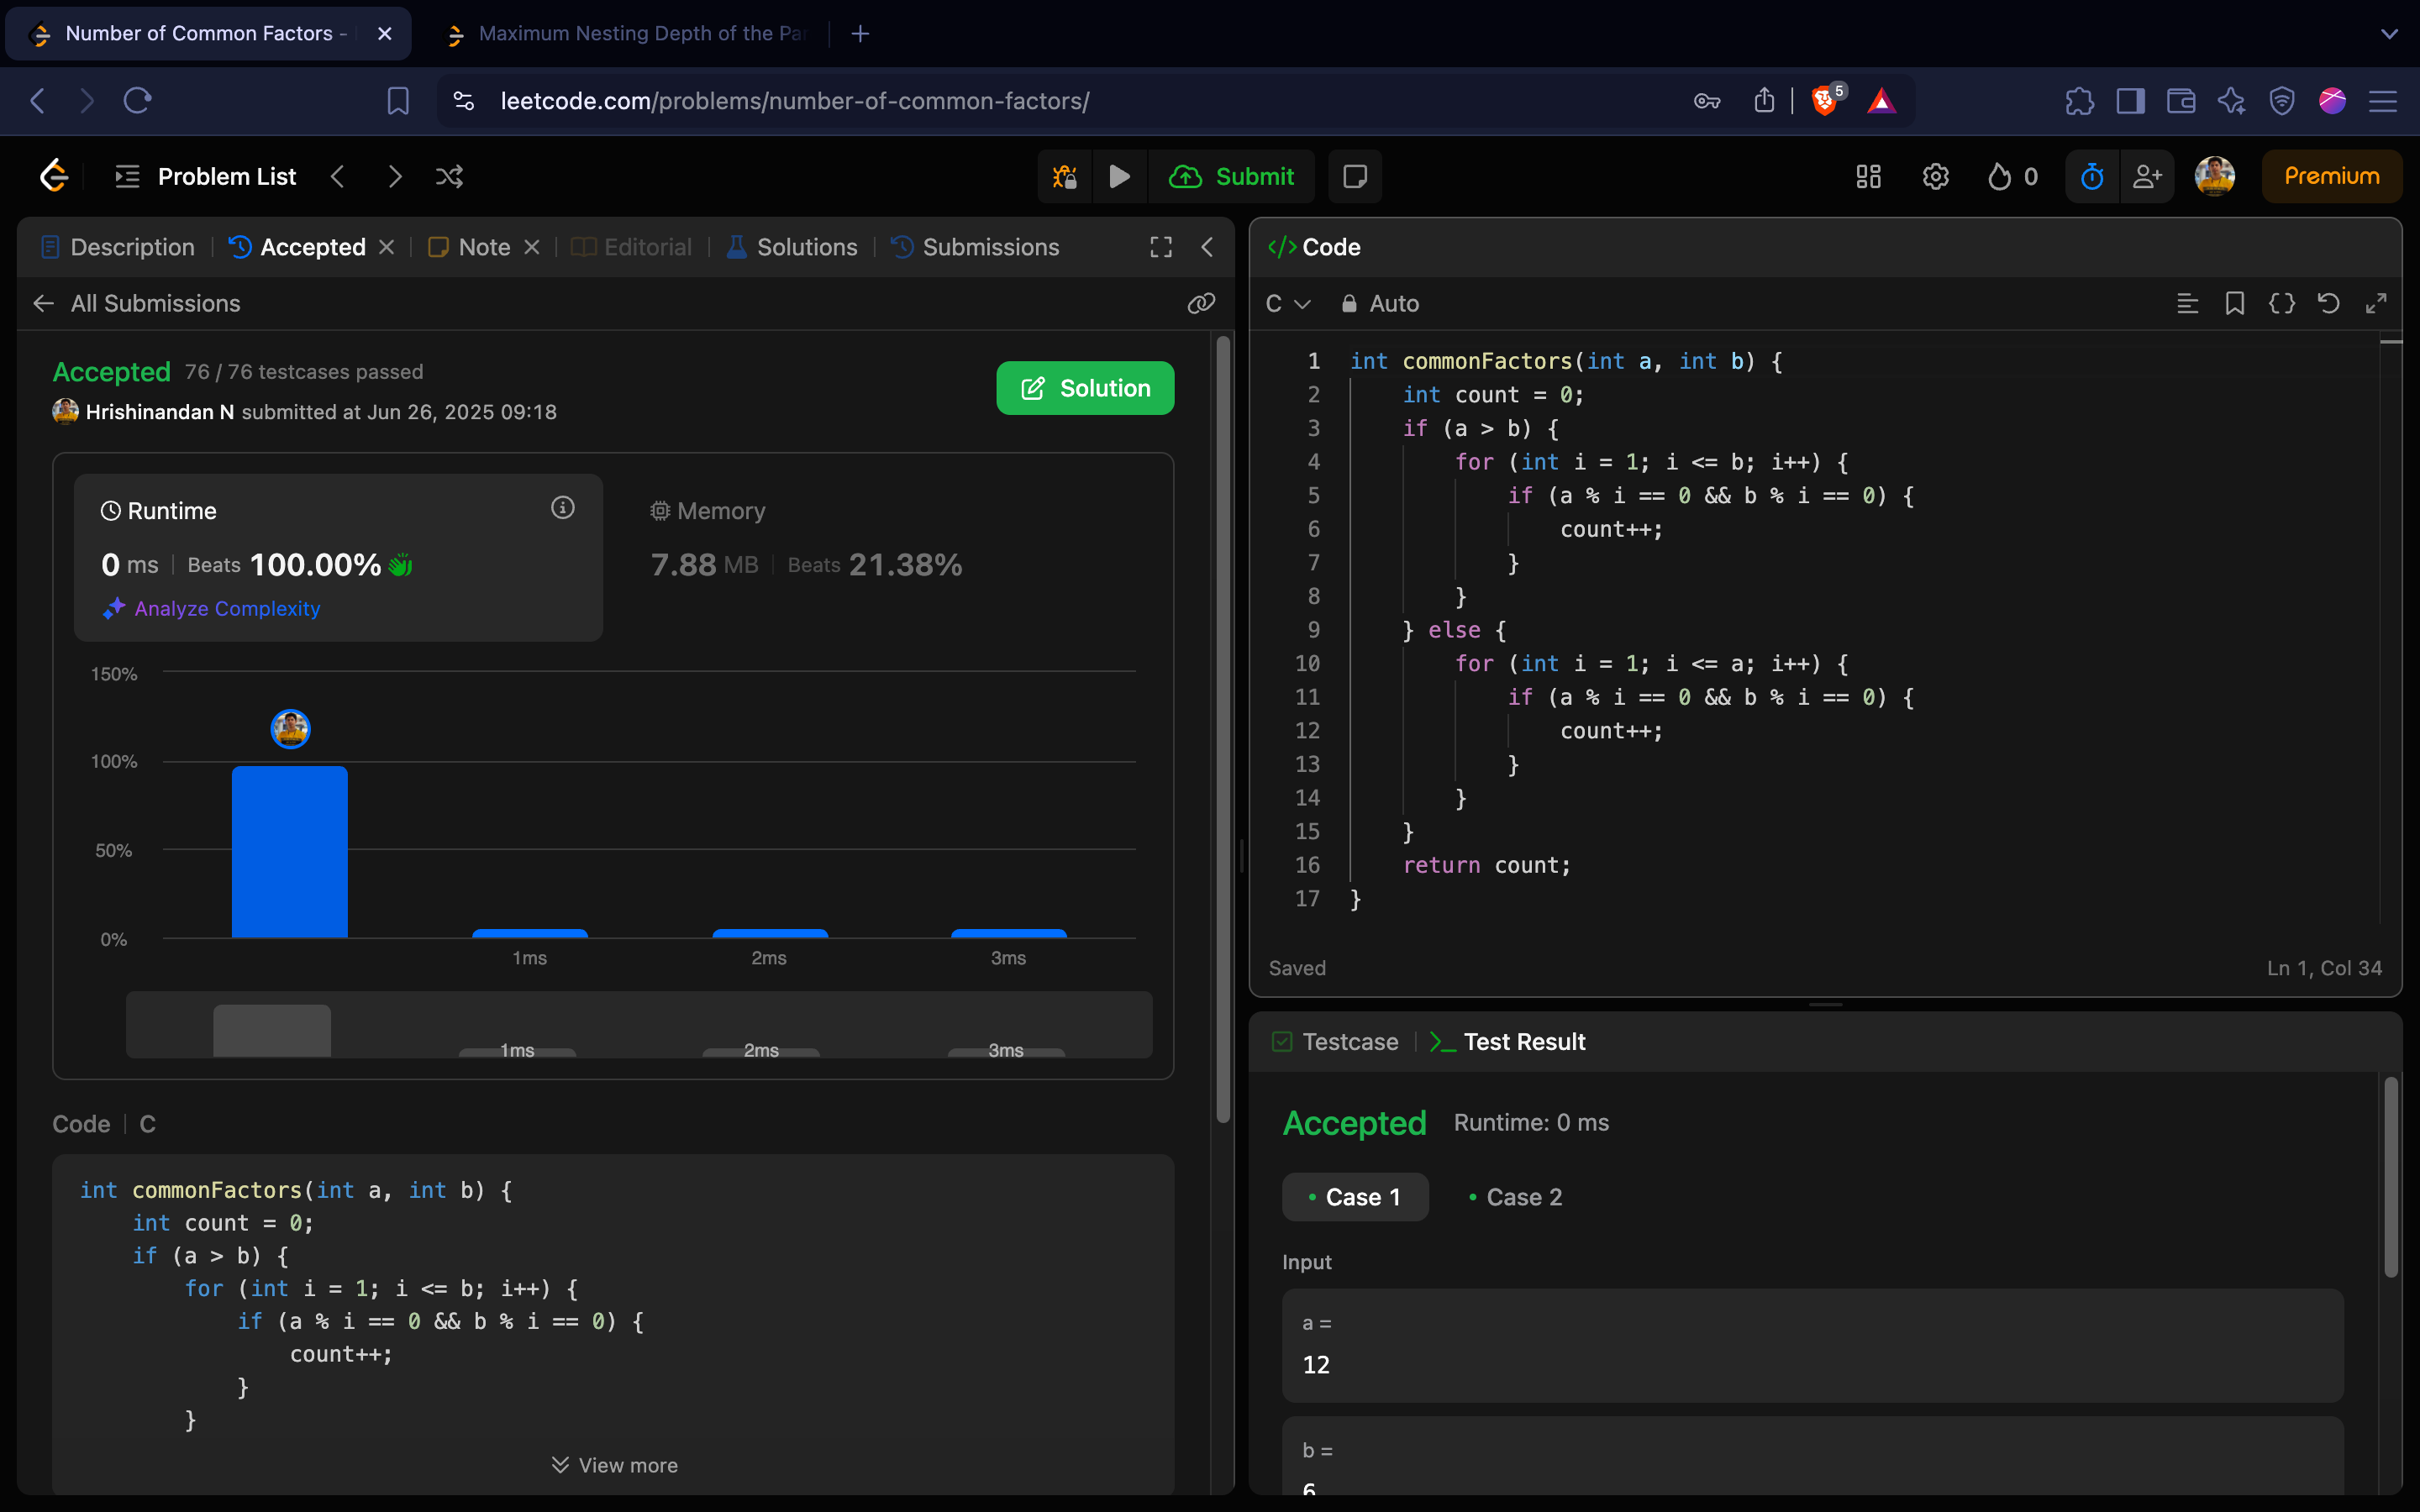 Number of Common Factors -
Maximum Nesting Depth of the Pa
leetcode.com/problems/number-of-common-factors/
5
Problem List
Submit
0
Premium
Description
Accepted
Note
Editorial
Solutions
Submissions
All Submissions
Accepted 76 / 76 testcases passed
Hrishinandan N submitted at Jun 26, 2025 09:18
Solution
Runtime
0 ms | Beats 100.00%
Analyze Complexity
Memory
7.88 MB | Beats 21.38%
150%
100%
50%
0%
1ms 2ms 3ms
1ms 2ms 3ms
Code | C
int commonFactors(int a, int b) {
    int count = 0;
    if (a > b) {
        for (int i = 1; i <= b; i++) {
            if (a % i == 0 && b % i == 0) {
                count++;
            }
        }
View more
</> Code
C
Auto
1 int commonFactors(int a, int b) {
2     int count = 0;
3     if (a > b) {
4         for (int i = 1; i <= b; i++) {
5             if (a % i == 0 && b % i == 0) {
6                 count++;
7             }
8         }
9     } else {
10         for (int i = 1; i <= a; i++) {
11             if (a % i == 0 && b % i == 0) {
12                 count++;
13             }
14         }
15     }
16     return count;
17 }
Saved
Ln 1, Col 34
Testcase
Test Result
Accepted Runtime: 0 ms
Case 1
Case 2
Input
a =
12
b =
6